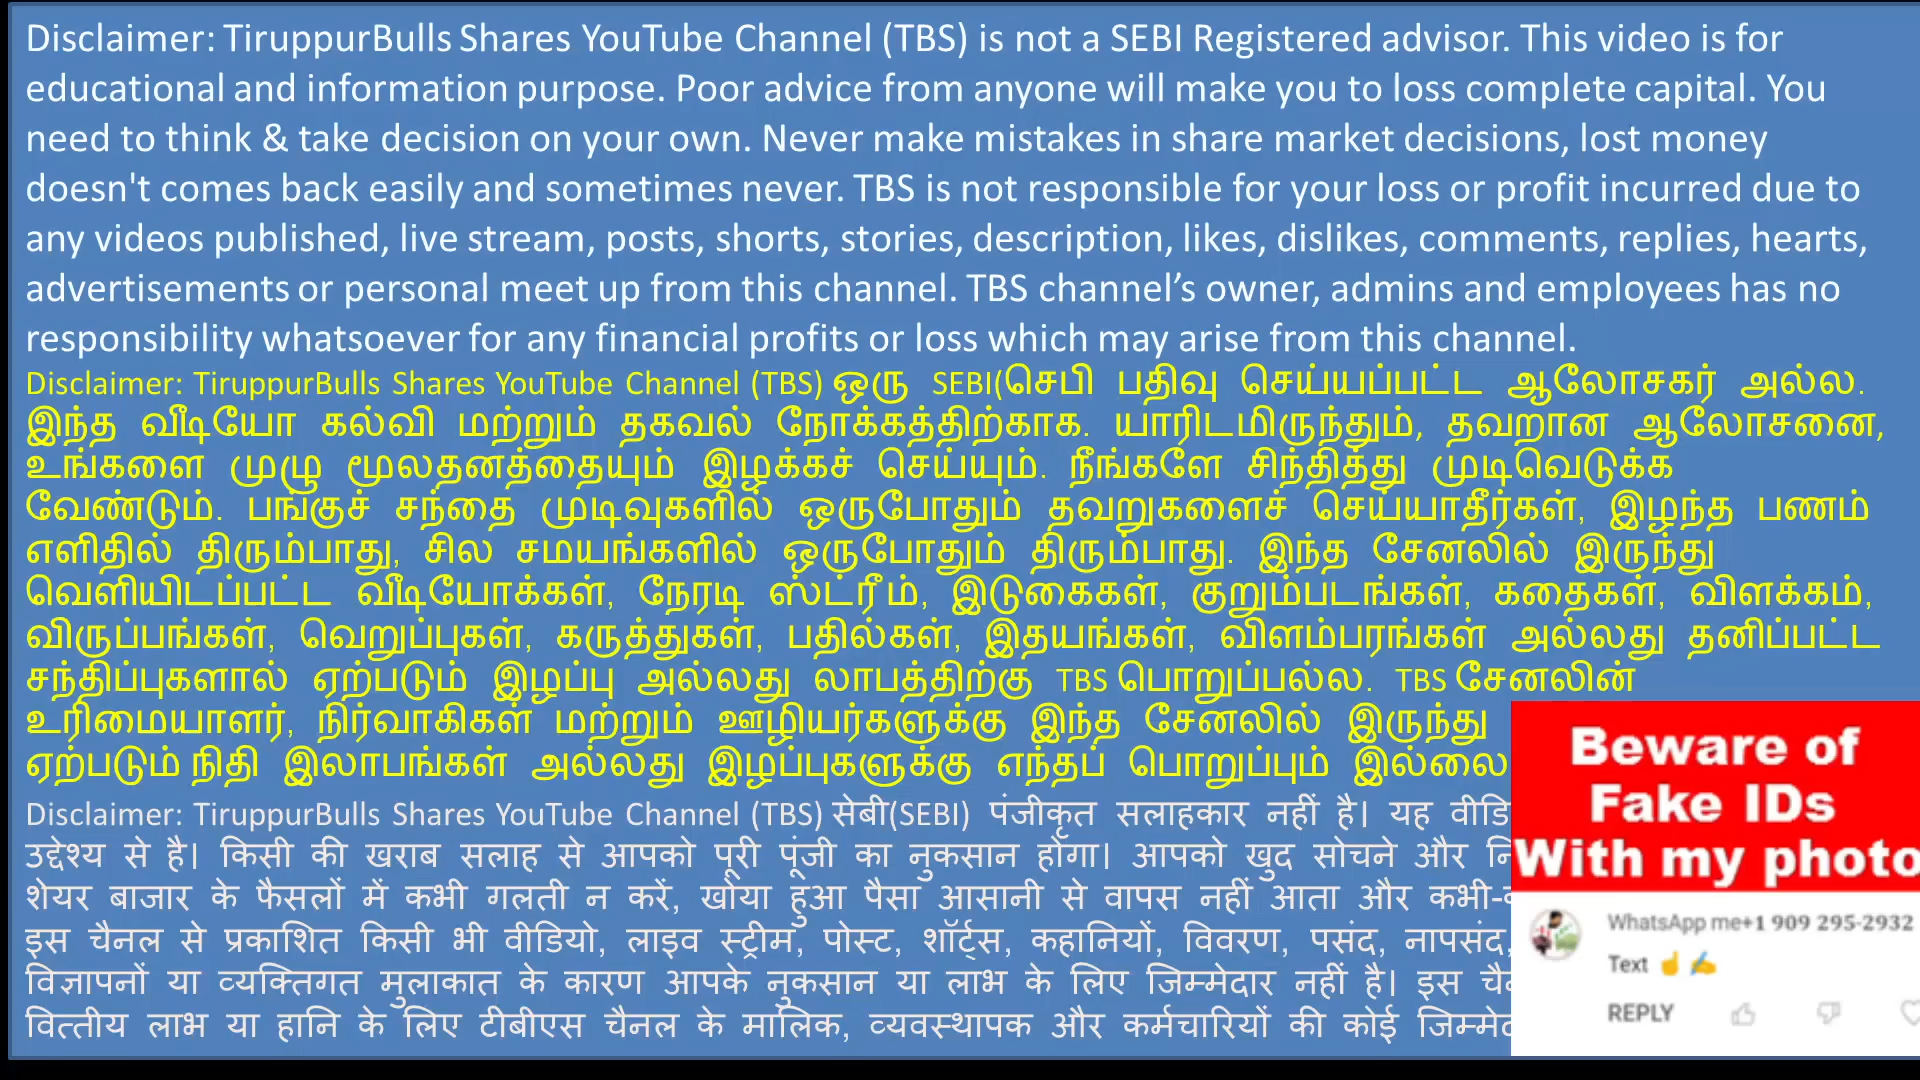 Disclaimer: TiruppurBulls Shares YouTube Channel (TBS) is not a SEBI Registered advisor. This video is for
educational and information purpose. Poor advice from anyone will make you to loss complete capital. You
need to think & take decision on your own. Never make mistakes in share market decisions, lost money
doesn't comes back easily and sometimes never. TBS is not responsible for your loss or profit incurred due to
any videos published, live stream, posts, shorts, stories, description, likes, dislikes, comments, replies, hearts,
advertisements or personal meet up from this channel. TBS channel’s owner, admins and employees has no
responsibility whatsoever for any financial profits or loss which may arise from this channel.
Disclaimer: TiruppurBulls Shares YouTube Channel (TBS) ஒரு SEBI(செபி பதிவு செய்யப்பட்ட ஆலோசகர் அல்ல.
இந்த வீடியோ கல்வி மற்றும் தகவல் நோக்கத்திற்காக. யாரிடமிருந்தும், தவறான ஆலோசனை,
உங்களை முழு மூலதனத்தையும் இழக்கச் செய்யும். நீங்களே சிந்தித்து முடிவெடுக்க
வேண்டும். பங்குச் சந்தை முடிவுகளில் ஒருபோதும் தவறுகளைச் செய்யாதீர்கள், இழந்த பணம்
எளிதில் திரும்பாது, சில சமயங்களில் ஒருபோதும் திரும்பாது. இந்த சேனலில் இருந்து
வெளியிடப்பட்ட வீடியோக்கள், நேரடி ஸ்ட்ரீம், இடுகைகள், குறும்படங்கள், கதைகள், விளக்கம்,
விருப்பங்கள், வெறுப்புகள், கருத்துகள், பதில்கள், இதயங்கள், விளம்பரங்கள் அல்லது தனிப்பட்ட
சந்திப்புகளால் ஏற்படும் இழப்பு அல்லது லாபத்திற்கு TBS பொறுப்பல்ல. TBS சேனலின்
உரிமையாளர், நிர்வாகிகள் மற்றும் ஊழியர்களுக்கு இந்த சேனலில் இருந்து
ஏற்படும் நிதி இலாபங்கள் அல்லது இழப்புகளுக்கு எந்தப் பொறுப்பும் இல்லை
Disclaimer: TiruppurBulls Shares YouTube Channel (TBS) सेबी(SEBI) पंजीकृत सलाहकार नहीं है। यह
उद्देश्य से है। किसी की खराब सलाह से आपको पूरी पूंजी का नुकसान होगा। आपको खुद सोचने और
शेयर बाजार के फैसलों में कभी गलती न करें, खोया हुआ पैसा आसानी से वापस नहीं आता और
इस चैनल से प्रकाशित किसी भी वीडियो, लाइव स्ट्रीम, पोस्ट, शॉर्ट्स, कहानियों, विवरण, पसंद, नापसंद,
विज्ञापनों या व्यक्तिगत मुलाकात के कारण आपके नुकसान या लाभ के लिए जिम्मेदार नहीं है। इस
वित्तीय लाभ या हानि के लिए टीबीएस चैनल के मालिक, व्यवस्थापक और कर्मचारियों की कोई
Beware of
Fake IDs
With my photo
WhatsApp me+1 909 295-2932
Text ☝️ ✍️
REPLY